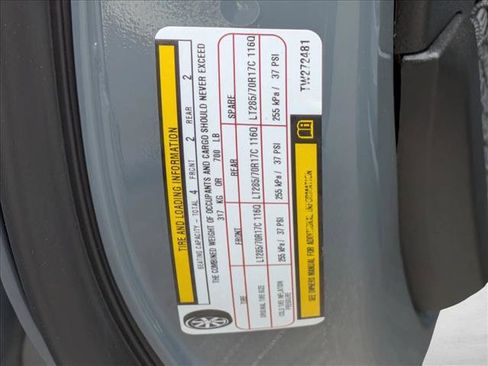 TIRE AND LOADING INFORMATION
SEATING CAPACITY - TOTAL 4 FRONT 2 REAR 2
THE COMBINED WEIGHT OF OCCUPANTS AND CARGO SHOULD NEVER EXCEED
317 KG OR 700 LB
TIRE FRONT REAR SPARE
ORIGINAL TIRE SIZE LT285/70R17C 116Q LT285/70R17C 116Q LT285/70R17C 116Q
COLD TIRE INFLATION PRESSURE 255 kPa / 37 PSI 255 kPa / 37 PSI 255 kPa / 37 PSI
SEE OWNERS MANUAL FOR ADDITIONAL INFORMATION
TW272481